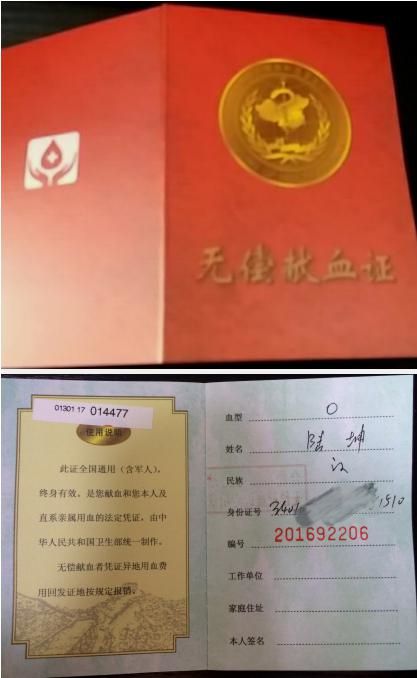 无偿献血证
01301 17 014477
使用说明
此证全国通用（含军人），
终身有效。是您献血和您本人及
直系亲属用血的法定凭证，由中
华人民共和国卫生部统一制作。
无偿献血者凭证异地用血费
用回发证地按规定报销。
血型 O
姓名 陆坤
民族 汉
身份证号 3401 1510
编号 201692206
工作单位
家庭住址
本人签名